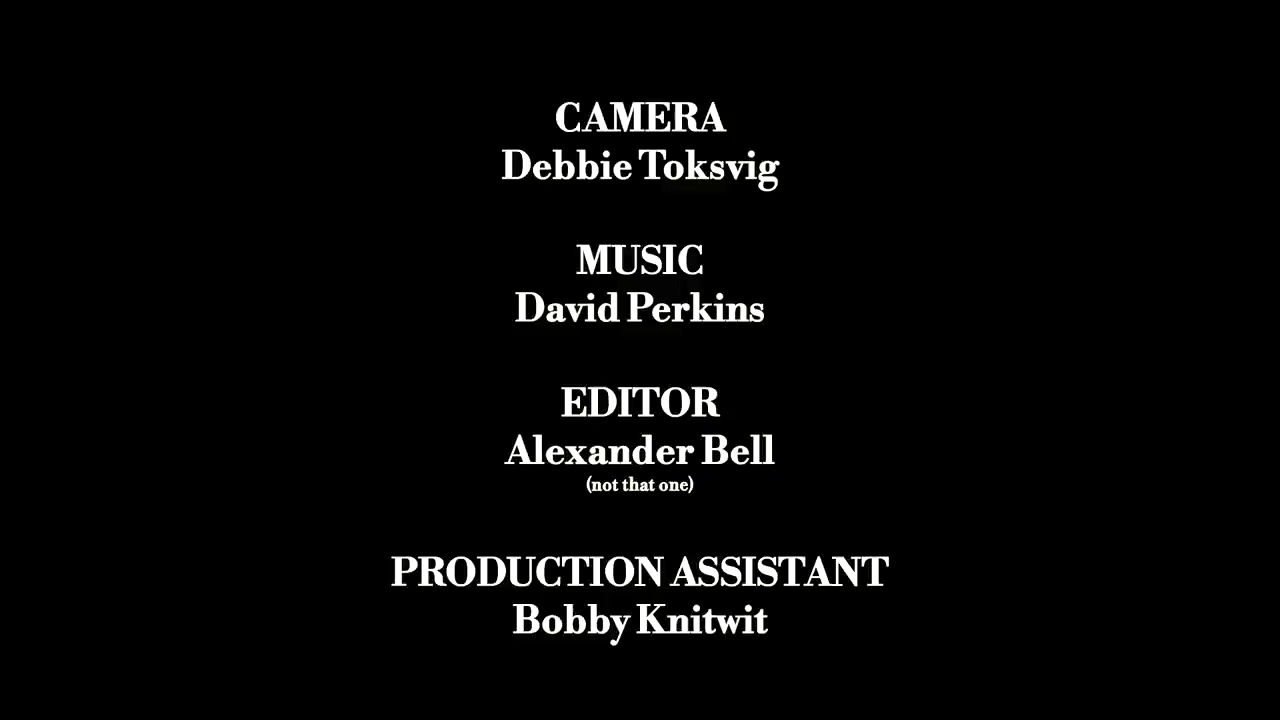 CAMERA
Debbie Toksvig
MUSIC
David Perkins
EDITOR
Alexander Bell
(not that one)
PRODUCTION ASSISTANT
Bobby Knitwit